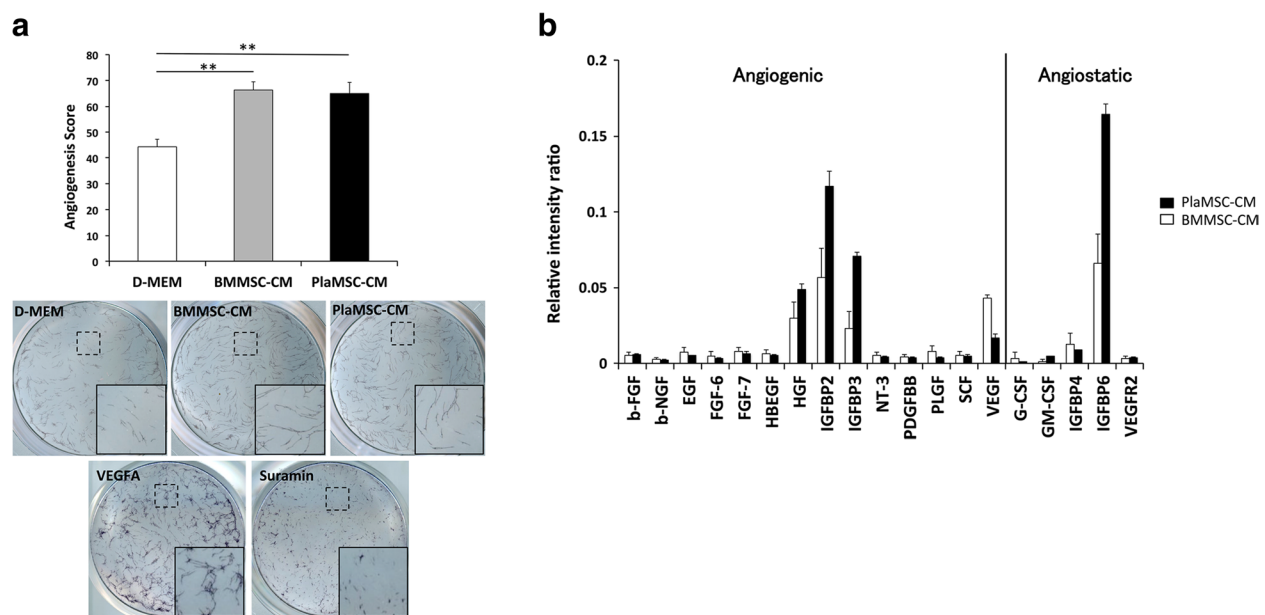 a
**
**
80
70
60
50
40
30
20
10
0
Angiogenesis Score
D-MEM BMMSC-CM PlaMSC-CM
D-MEM
BMMSC-CM
PlaMSC-CM
VEGFA
Suramin
b
0.2
0.15
0.1
0.05
0
Relative intensity ratio
Angiogenic
Angiostatic
PlaMSC-CM
BMMSC-CM
b-FGF
b-NGF
EGF
FGF-6
FGF-7
HBEGF
HGF
IGFBP2
IGFBP3
NT-3
PDGFBB
PLGF
SCF
VEGF
G-CSF
GM-CSF
IGFBP4
IGFBP6
VEGFR2